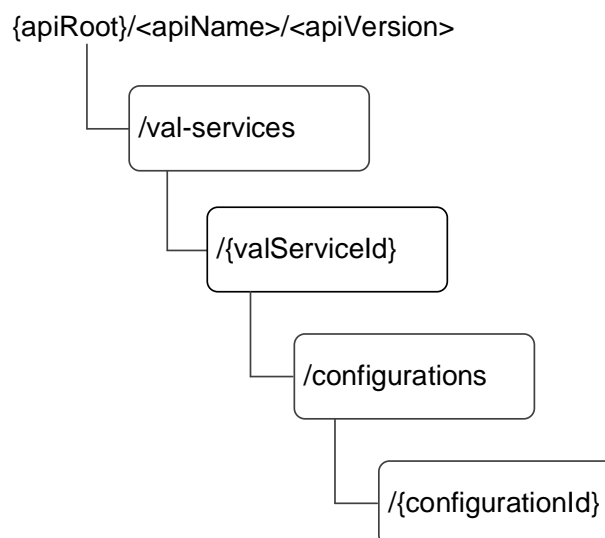 {apiRoot}/<apiName>/<apiVersion>
/val-services
/{valServiceId}
/configurations
/{configurationId}